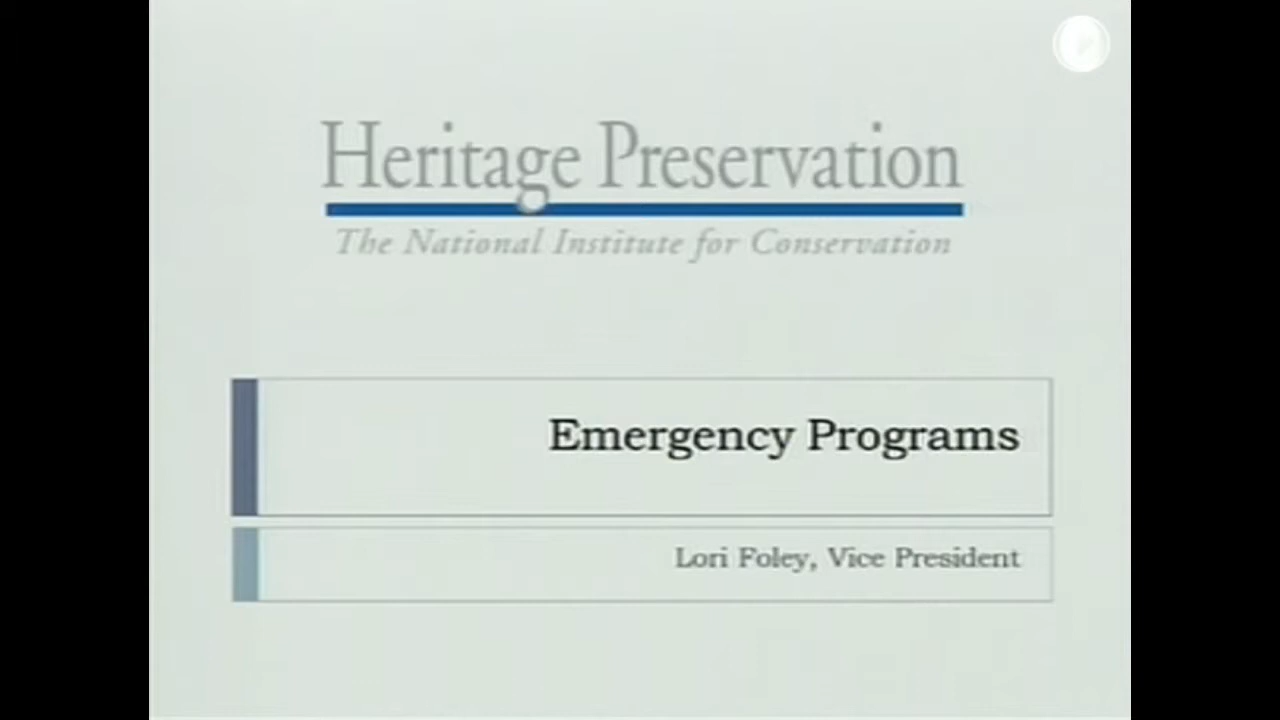 Heritage Preservation
The National Institute for Conservation
Emergency Programs
Lori Foley, Vice President